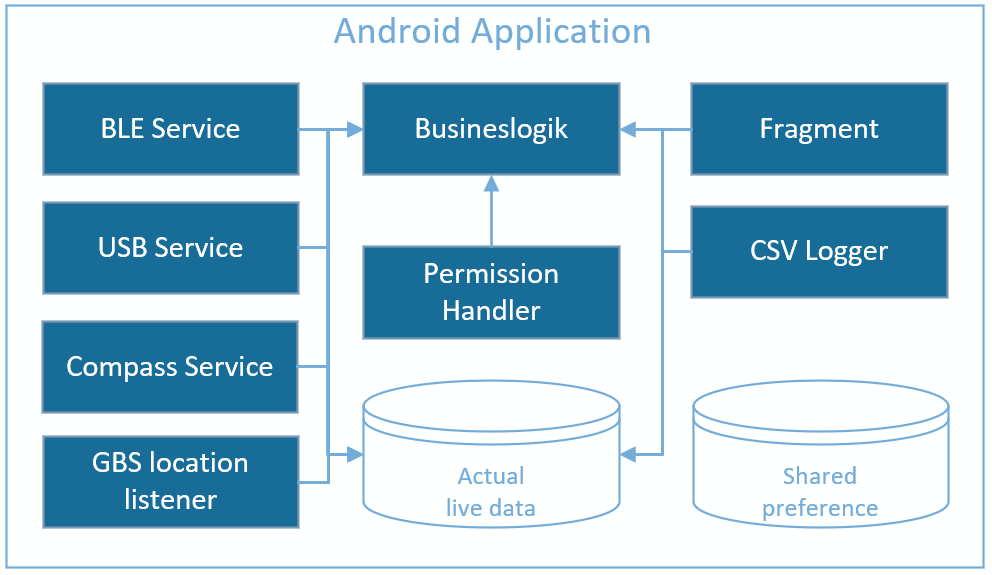 Android Application
BLE Service
Busineslogik
Fragment
USB Service
CSV Logger
Permission
Handler
Compass Service
GBS location
listener
Actual
live data
Shared
preference